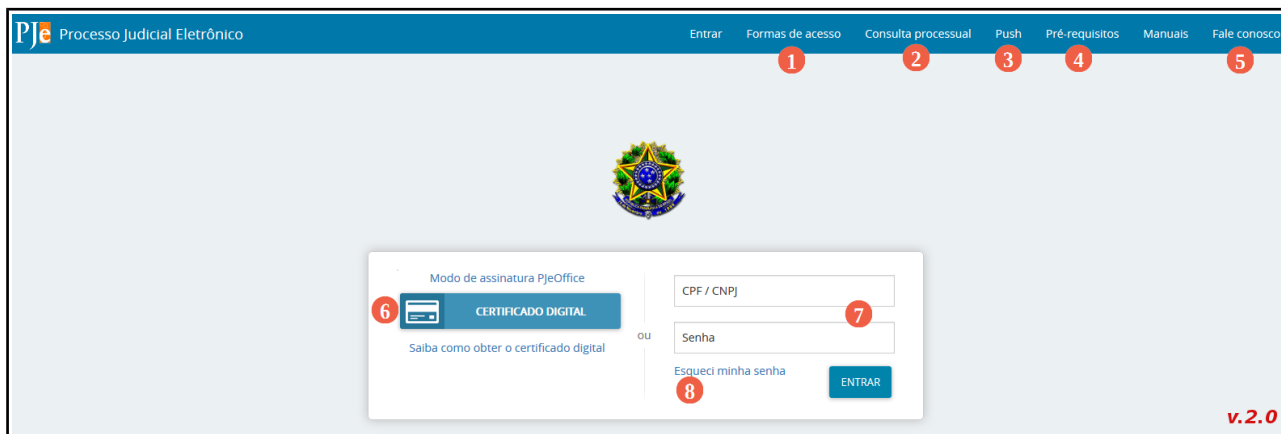 PJe Processo Judicial Eletrônico Entrar Formas de acesso Consulta processual Push Pré-requisitos Manuais Fale conosco
1 2 3 4 5
Modo de assinatura PJeOffice
6 CERTIFICADO DIGITAL
Saiba como obter o certificado digital
ou
CPF / CNPJ
7
Senha
Esqueci minha senha
8
ENTRAR
v.2.0